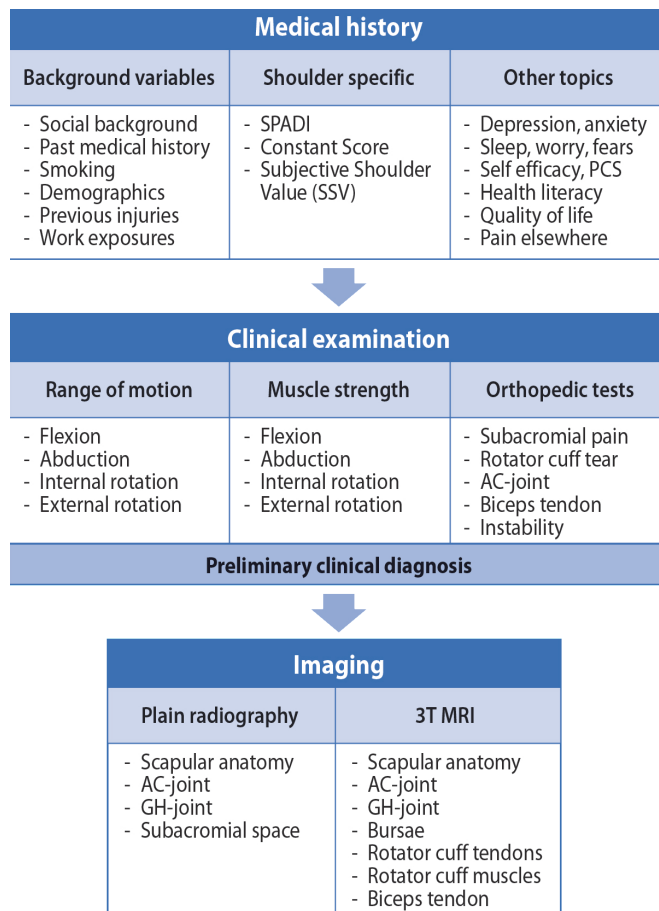 Medical history
Background variables
- Social background
- Past medical history
- Smoking
- Demographics
- Previous injuries
- Work exposures
Shoulder specific
- SPADI
- Constant Score
- Subjective Shoulder
Value (SSV)
Other topics
- Depression, anxiety
- Sleep, worry, fears
- Self efficacy, PCS
- Health literacy
- Quality of life
- Pain elsewhere
Clinical examination
Range of motion
- Flexion
- Abduction
- Internal rotation
- External rotation
Muscle strength
- Flexion
- Abduction
- Internal rotation
- External rotation
Orthopedic tests
- Subacromial pain
- Rotator cuff tear
- AC-joint
- Biceps tendon
- Instability
Preliminary clinical diagnosis
Imaging
Plain radiography
- Scapular anatomy
- AC-joint
- GH-joint
- Subacromial space
3T MRI
- Scapular anatomy
- AC-joint
- GH-joint
- Bursae
- Rotator cuff tendons
- Rotator cuff muscles
- Biceps tendon